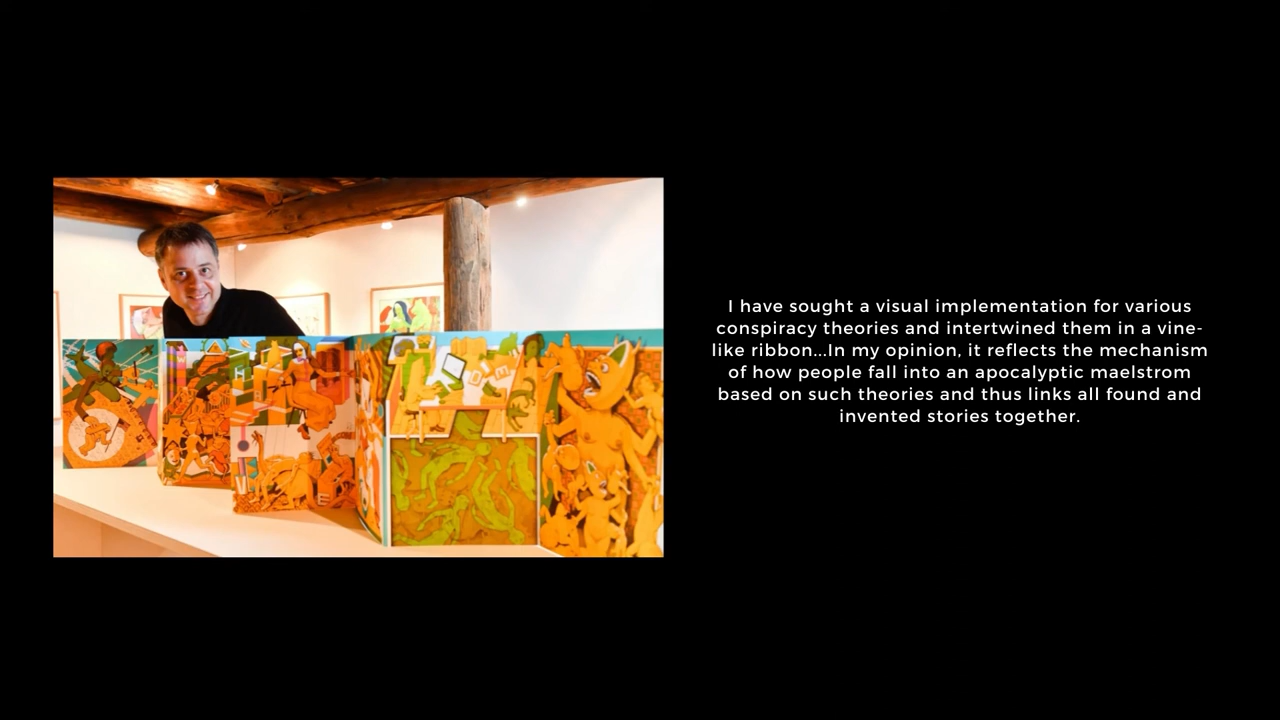 I have sought a visual implementation for various
conspiracy theories and intertwined them in a vine-
like ribbon...In my opinion, it reflects the mechanism
of how people fall into an apocalyptic maelstrom
based on such theories and thus links all found and
invented stories together.